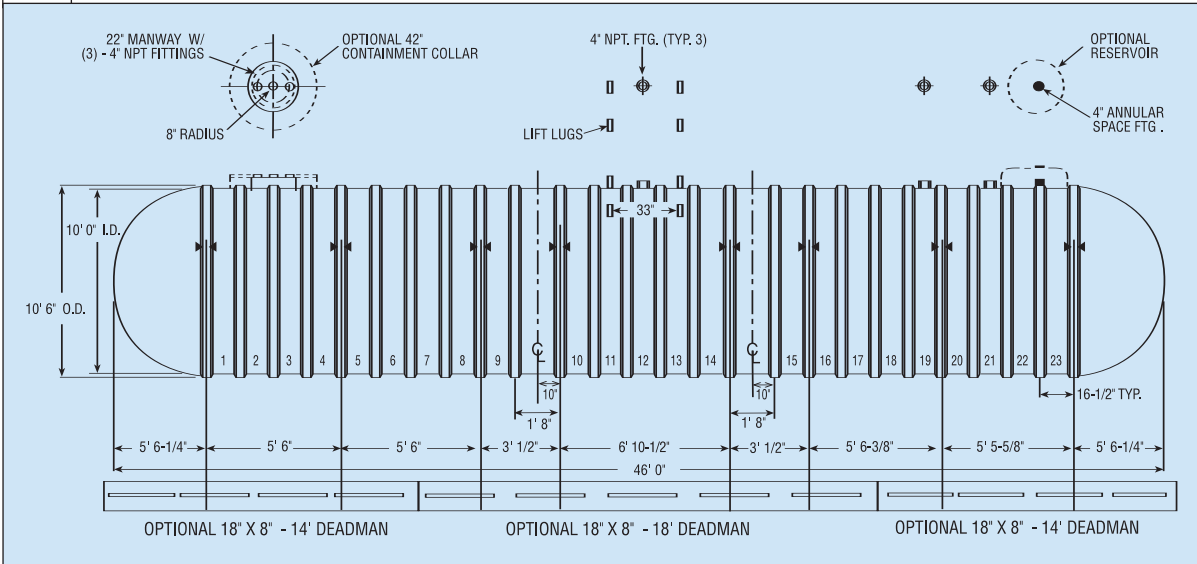 22" MANWAY W/
(3) - 4" NPT FITTINGS
OPTIONAL 42"
CONTAINMENT COLLAR
4" NPT. FTG. (TYP. 3)
OPTIONAL
RESERVOIR
8" RADIUS
LIFT LUGS
4" ANNULAR
SPACE FTG .
33"
10' 0" I.D.
10' 6" O.D.
1 2 3 4 5 6 7 8 9 CL 10 11 12 13 14 CL 15 16 17 18 19 20 21 22 23
10" 10" 16-1/2" TYP.
1' 8" 1' 8"
5' 6-1/4" 5' 6" 5' 6" 3' 1/2" 6' 10-1/2" 3' 1/2" 5' 6-3/8" 5' 5-5/8" 5' 6-1/4"
46' 0"
OPTIONAL 18" X 8" - 14' DEADMAN OPTIONAL 18" X 8" - 18' DEADMAN OPTIONAL 18" X 8" - 14' DEADMAN